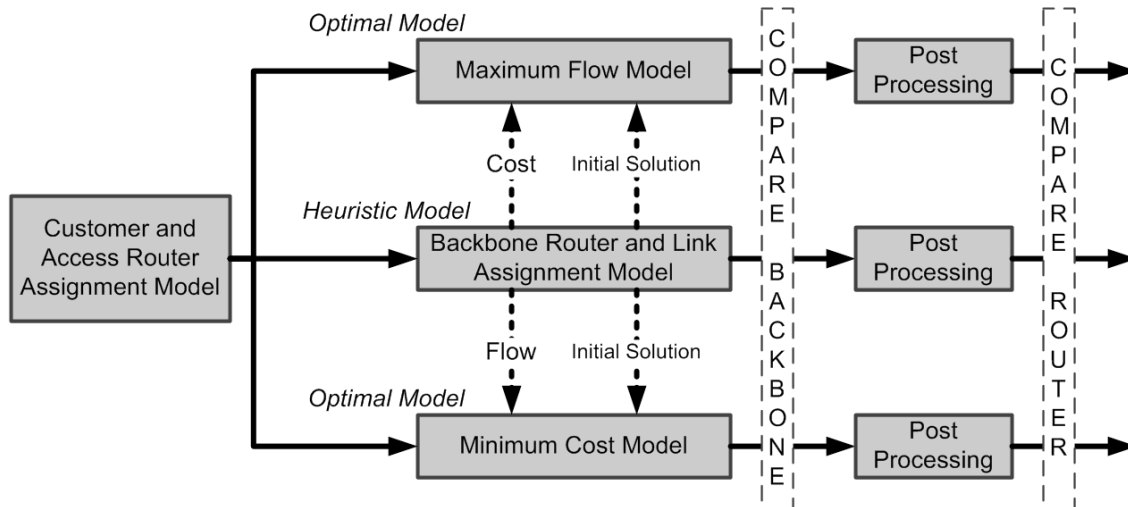 Optimal Model
Maximum Flow Model
Post
Processing
Cost
Initial Solution
Customer and
Access Router
Assignment Model
Heuristic Model
Backbone Router and Link
Assignment Model
Post
Processing
Flow
Initial Solution
Optimal Model
Minimum Cost Model
Post
Processing
COMPARE BACKBONE
COMPARE ROUTER